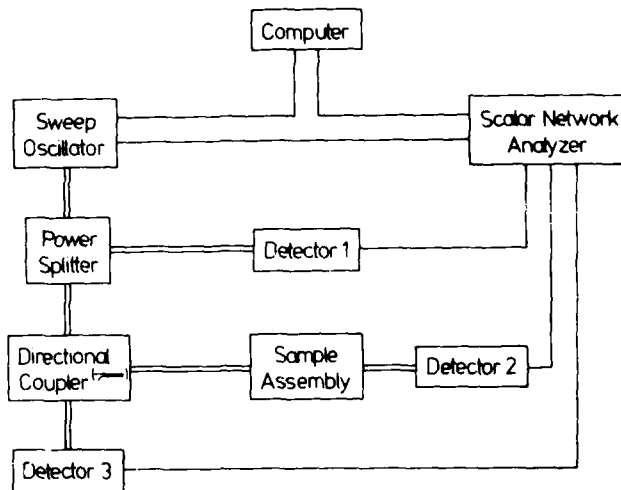 Computer
Sweep
Oscillator
Scalar Network
Analyzer
Power
Splitter
Detector 1
Directional
Coupler
Sample
Assembly
Detector 2
Detector 3